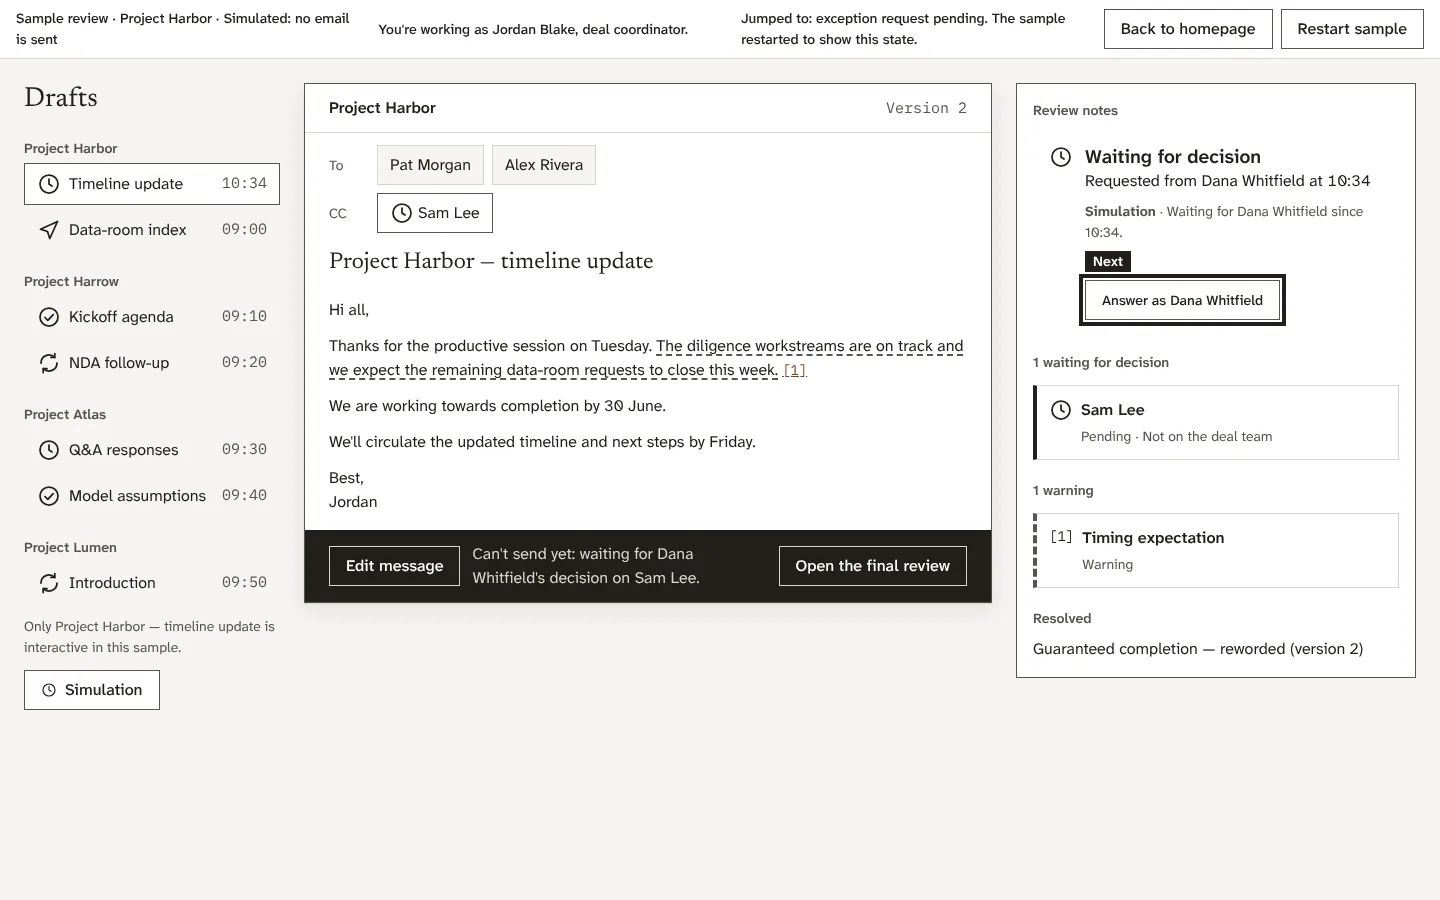 Sample review · Project Harbor · Simulated: no email
is sent
You're working as Jordan Blake, deal coordinator.
Jumped to: exception request pending. The sample
restarted to show this state.
Back to homepage
Restart sample
Drafts
Project Harbor
Timeline update 10:34
Data-room index 09:00
Project Harrow
Kickoff agenda 09:10
NDA follow-up 09:20
Project Atlas
Q&A responses 09:30
Model assumptions 09:40
Project Lumen
Introduction 09:50
Only Project Harbor — timeline update is
interactive in this sample.
Simulation
Project Harbor Version 2
To Pat Morgan Alex Rivera
CC Sam Lee
Project Harbor — timeline update
Hi all,
Thanks for the productive session on Tuesday. The diligence workstreams are on track and
we expect the remaining data-room requests to close this week. [1]
We are working towards completion by 30 June.
We'll circulate the updated timeline and next steps by Friday.
Best,
Jordan
Edit message
Can't send yet: waiting for Dana
Whitfield's decision on Sam Lee.
Open the final review
Review notes
Waiting for decision
Requested from Dana Whitfield at 10:34
Simulation · Waiting for Dana Whitfield since
10:34.
Next
Answer as Dana Whitfield
1 waiting for decision
Sam Lee
Pending · Not on the deal team
1 warning
[1] Timing expectation
Warning
Resolved
Guaranteed completion — reworded (version 2)